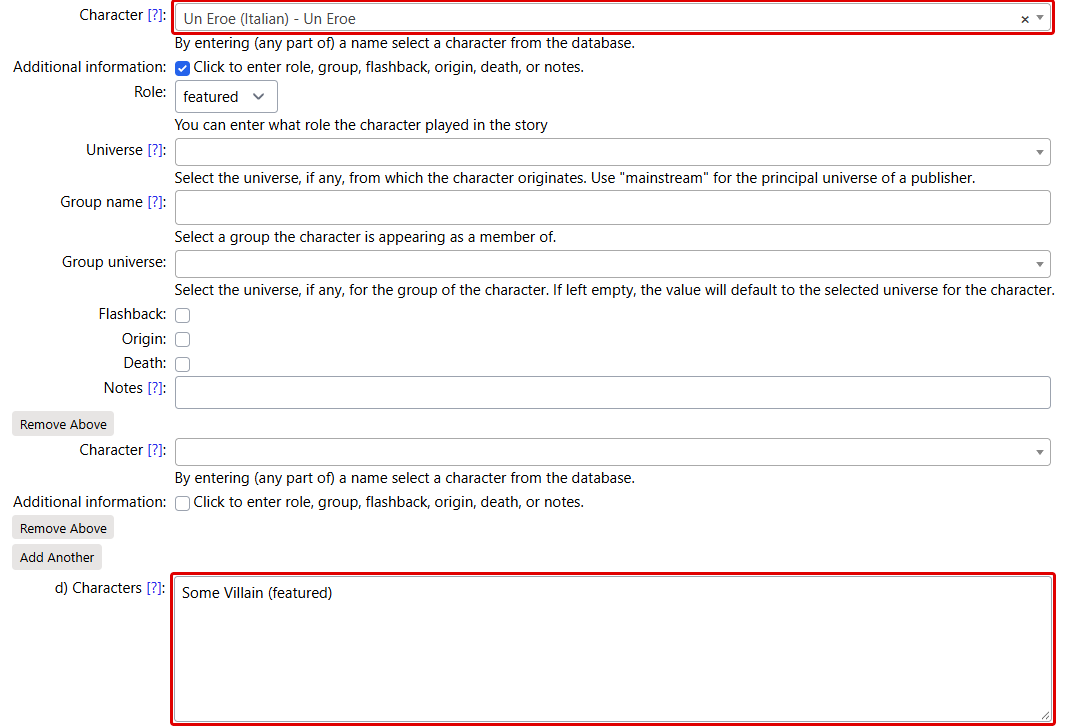 Character [?]: Un Eroe (Italian) - Un Eroe ×
By entering (any part of) a name select a character from the database.
Additional information: Click to enter role, group, flashback, origin, death, or notes.
Role: featured
You can enter what role the character played in the story
Universe [?]:
Select the universe, if any, from which the character originates. Use "mainstream" for the principal universe of a publisher.
Group name [?]:
Select a group the character is appearing as a member of.
Group universe:
Select the universe, if any, for the group of the character. If left empty, the value will default to the selected universe for the character.
Flashback:
Origin:
Death:
Notes [?]:
Remove Above
Character [?]:
By entering (any part of) a name select a character from the database.
Additional information: Click to enter role, group, flashback, origin, death, or notes.
Remove Above
Add Another
d) Characters [?]: Some Villain (featured)